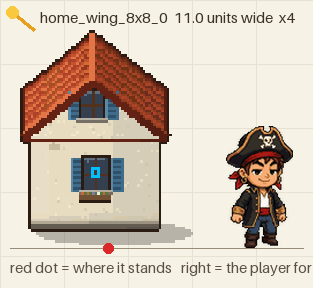 home_wing_8x8_0  11.0 units wide  x4
red dot = where it stands  right = the player for